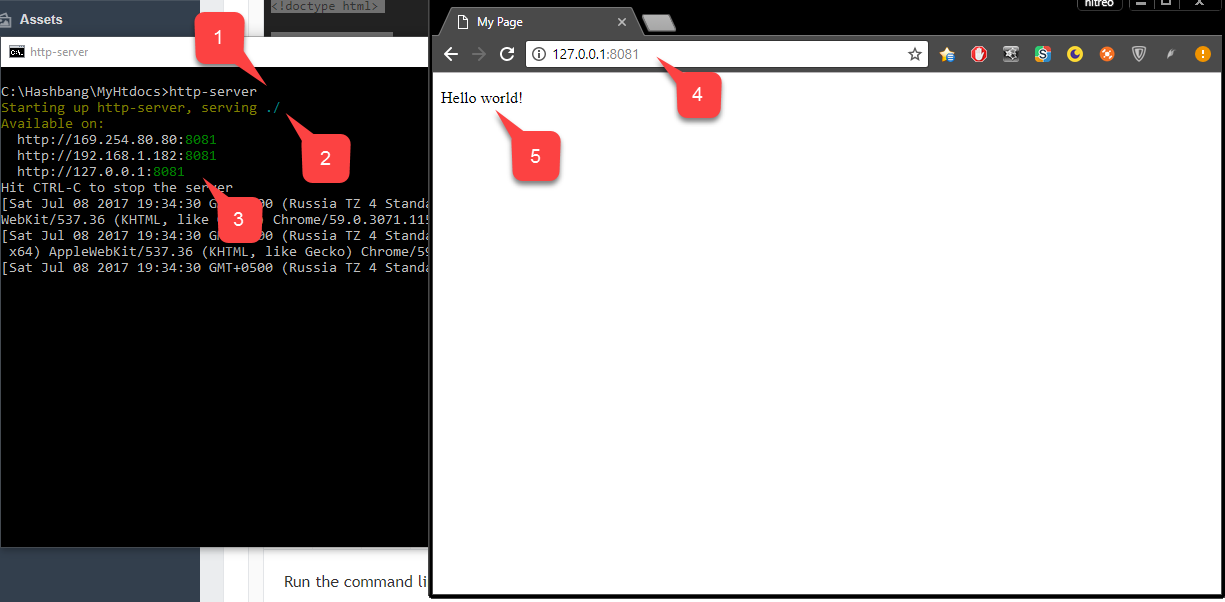 Assets
<!doctype html>
http-server
C:\Hashbang\MyHtdocs>http-server
Starting up http-server, serving ./
Available on:
http://169.254.80.80:8081
http://192.168.1.182:8081
http://127.0.0.1:8081
Hit CTRL-C to stop the server
[Sat Jul 08 2017 19:34:30 GMT+0500 (Russia TZ 4 Standa
WebKit/537.36 (KHTML, like Chrome/59.0.3071.115
[Sat Jul 08 2017 19:34:30 GM 00 (Russia TZ 4 Standa
x64) AppleWebKit/537.36 (KHTML, like Gecko) Chrome/59
[Sat Jul 08 2017 19:34:30 GMT+0500 (Russia TZ 4 Standa
1
2
3
Run the command li
nitreo
My Page
127.0.0.1:8081
Hello world!
4
5